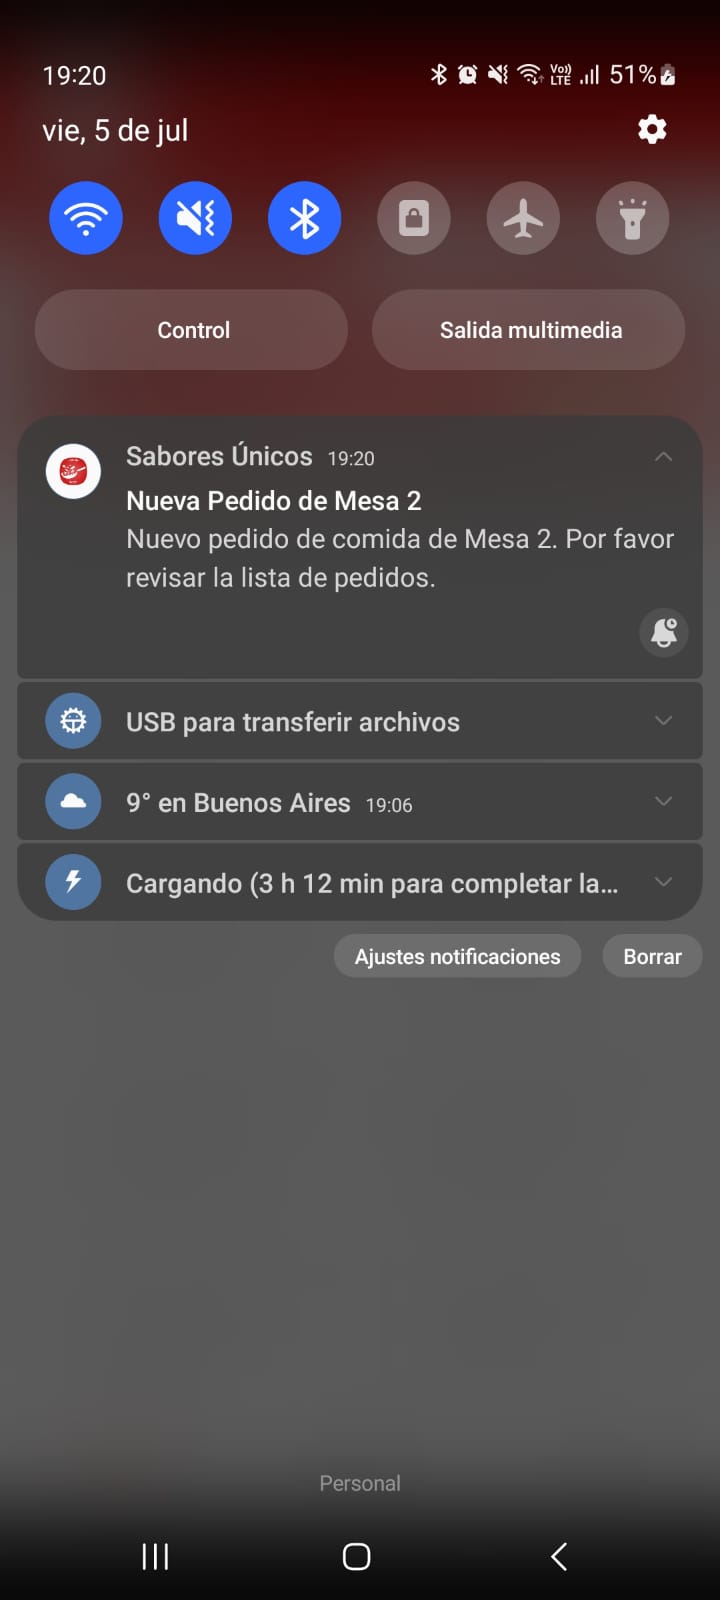 19:20
Vo)) LTE 51%
vie, 5 de jul
Control
Salida multimedia
Sabores Únicos 19:20
Nueva Pedido de Mesa 2
Nuevo pedido de comida de Mesa 2. Por favor
revisar la lista de pedidos.
USB para transferir archivos
9° en Buenos Aires 19:06
Cargando (3 h 12 min para completar la...
Ajustes notificaciones
Borrar
Personal